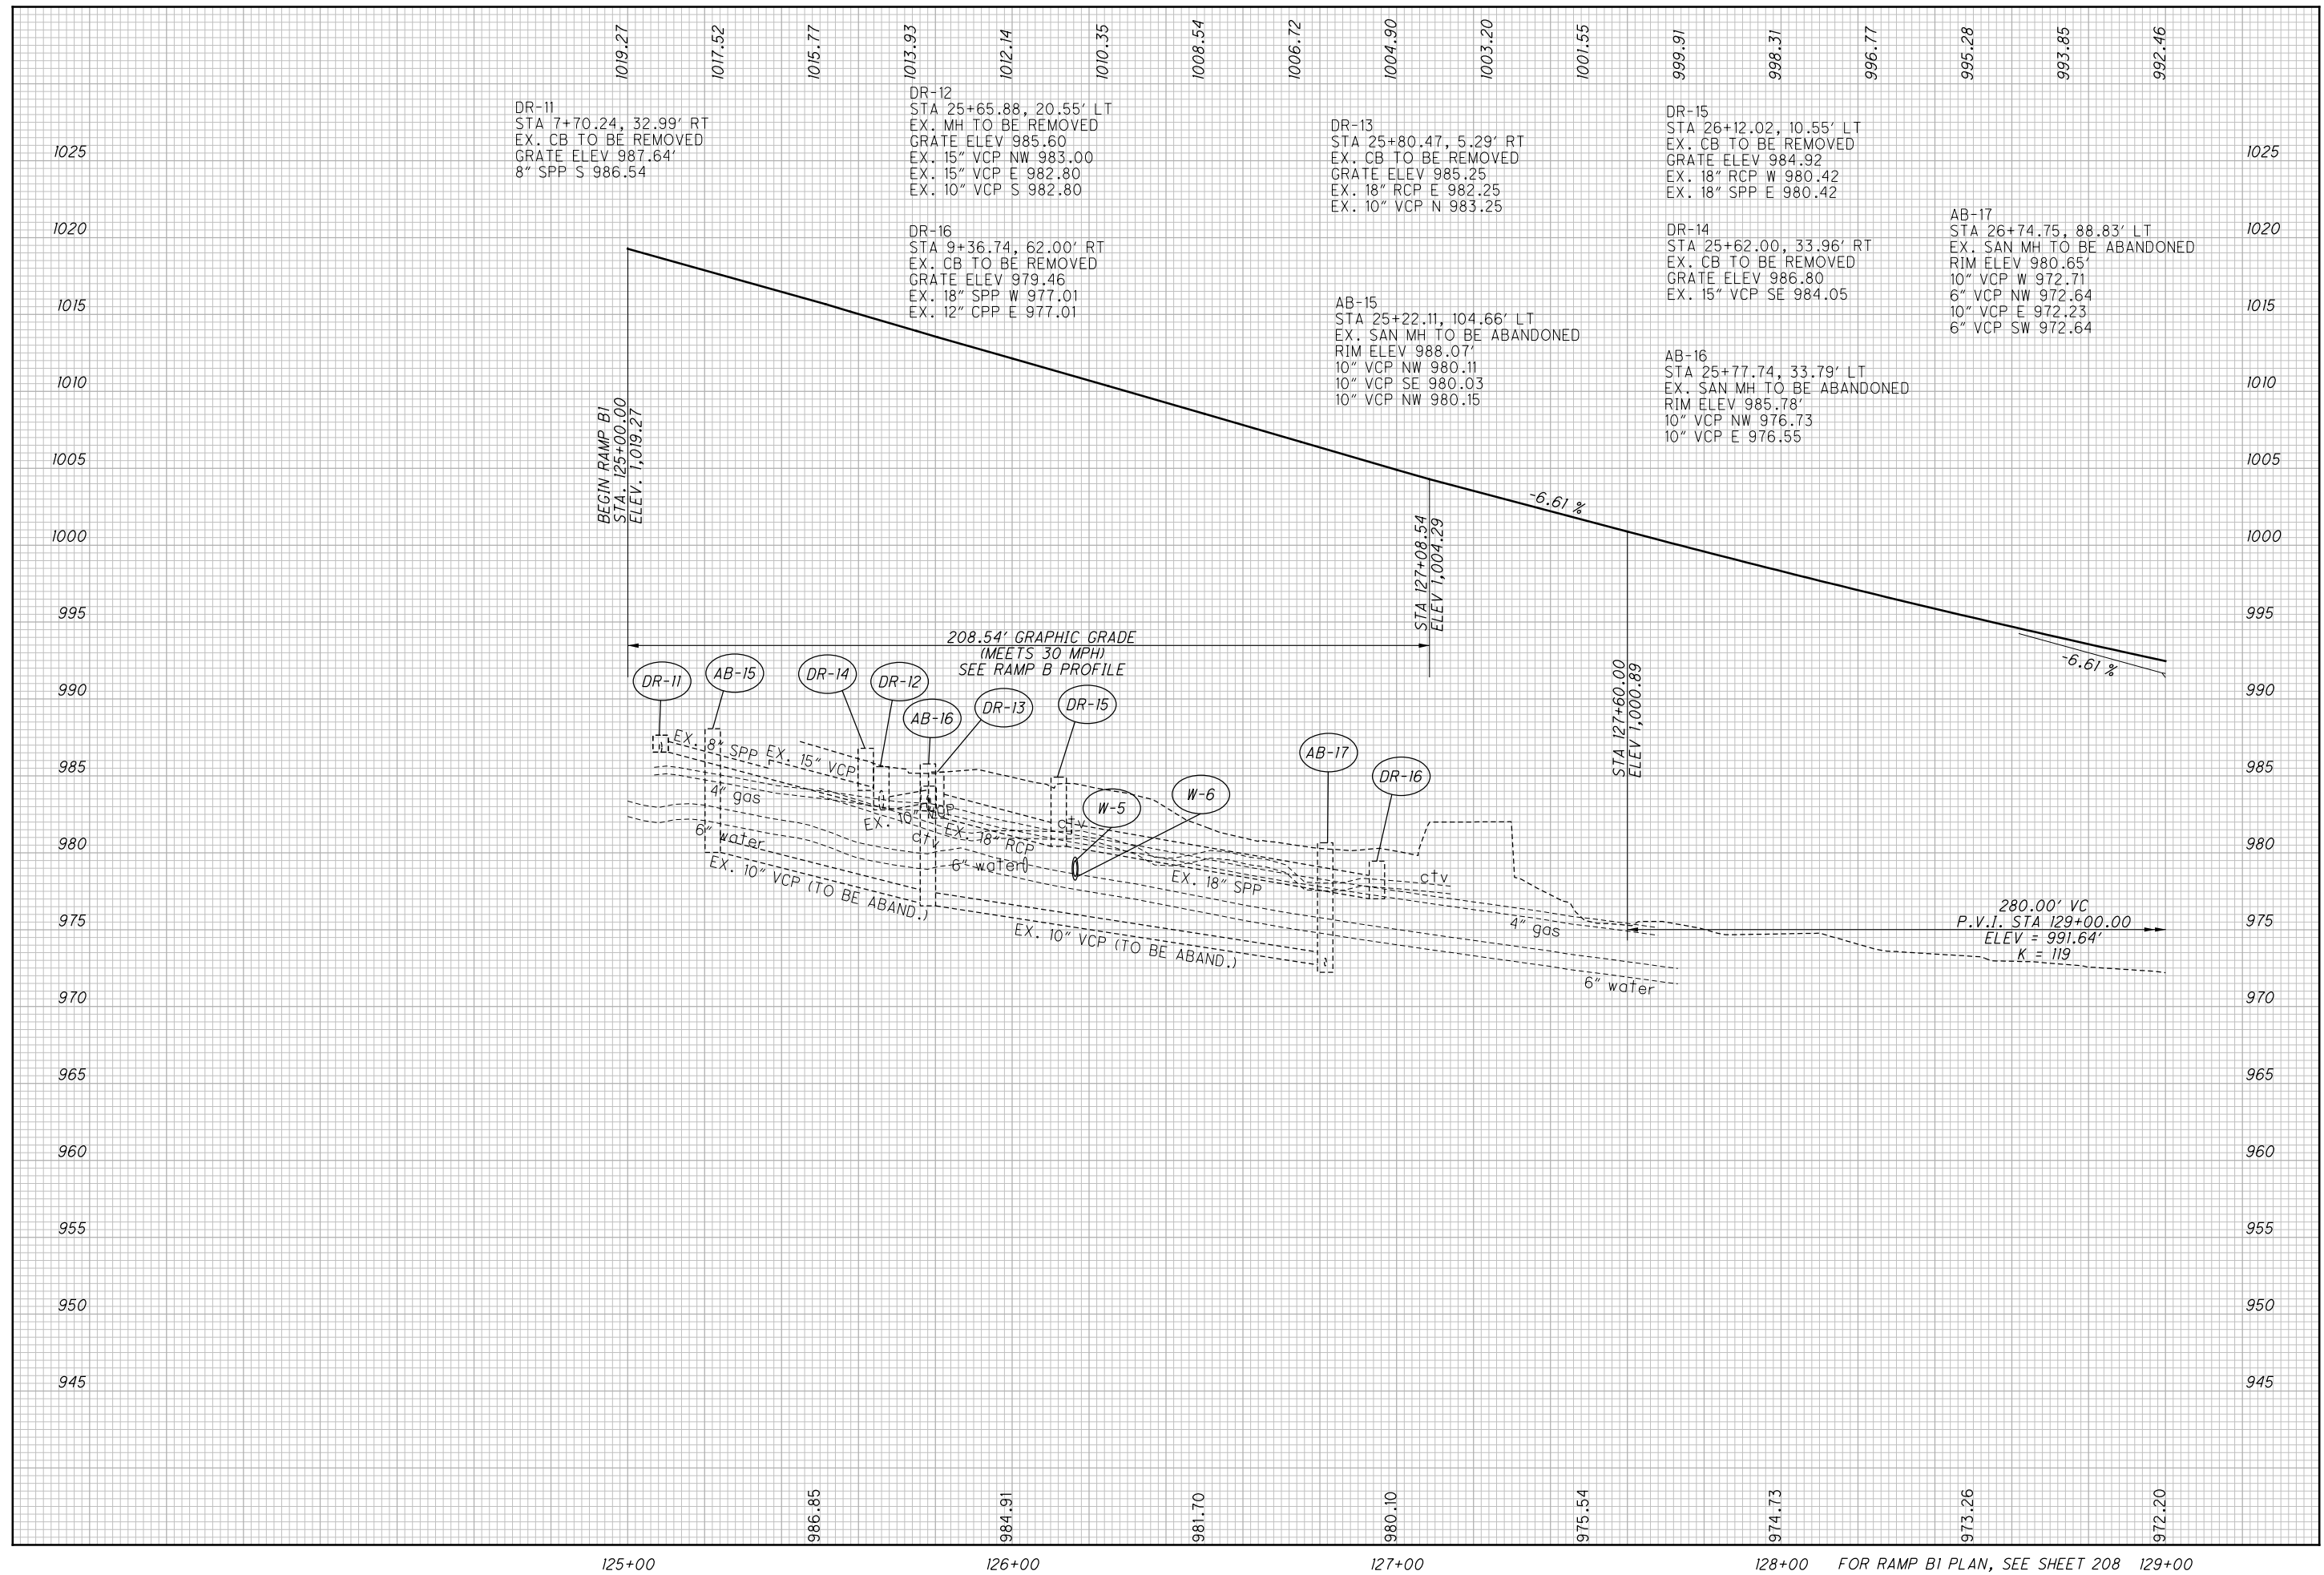 1019.27
1017.52
1015.77
1013.93
1012.14
1010.35
1008.54
1006.72
1004.90
1003.20
1001.55
999.91
998.31
996.77
995.28
993.85
992.46
DR-11
STA 7+70.24, 32.99' RT
EX. CB TO BE REMOVED
GRATE ELEV 987.64'
8" SPP S 986.54
DR-12
STA 25+65.88, 20.55' LT
EX. MH TO BE REMOVED
GRATE ELEV 985.60
EX. 15" VCP NW 983.00
EX. 15" VCP E 982.80
EX. 10" VCP S 982.80
DR-16
STA 9+36.74, 62.00' RT
EX. CB TO BE REMOVED
GRATE ELEV 979.46
EX. 18" SPP W 977.01
EX. 12" CPP E 977.01
DR-13
STA 25+80.47, 5.29' RT
EX. CB TO BE REMOVED
GRATE ELEV 985.25
EX. 18" RCP E 982.25
EX. 10" VCP N 983.25
AB-15
STA 25+22.11, 104.66' LT
EX. SAN MH TO BE ABANDONED
RIM ELEV 988.07'
10" VCP NW 980.11
10" VCP SE 980.03
10" VCP NW 980.15
DR-15
STA 26+12.02, 10.55' LT
EX. CB TO BE REMOVED
GRATE ELEV 984.92
EX. 18" RCP W 980.42
EX. 18" SPP E 980.42
DR-14
STA 25+62.00, 33.96' RT
EX. CB TO BE REMOVED
GRATE ELEV 986.80
EX. 15" VCP SE 984.05
AB-16
STA 25+77.74, 33.79' LT
EX. SAN MH TO BE ABANDONED
RIM ELEV 985.78'
10" VCP NW 976.73
10" VCP E 976.55
AB-17
STA 26+74.75, 88.83' LT
EX. SAN MH TO BE ABANDONED
RIM ELEV 980.65'
10" VCP W 972.71
6" VCP NW 972.64
10" VCP E 972.23
6" VCP SW 972.64
1025
1020
1015
1010
1005
1000
995
990
985
980
975
970
965
960
955
950
945
1025
1020
1015
1010
1005
1000
995
990
985
980
975
970
965
960
955
950
945
BEGIN RAMP B1
STA. 125+00.00
ELEV. 1,019.27
-6.61 %
STA 127+08.54
ELEV 1,004.29
208.54' GRAPHIC GRADE
(MEETS 30 MPH)
SEE RAMP B PROFILE
STA 127+60.00
ELEV 1,000.89
-6.61 %
DR-11
AB-15
DR-14
DR-12
AB-16
DR-13
DR-15
W-5
W-6
AB-17
DR-16
EX. 8" SPP
EX. 15" VCP
4" gas
6" water
EX. 10"
ctv
EX. 18" RCP
ctv
6" water
EX. 18" SPP
ctv
4" gas
6" water
EX. 10" VCP (TO BE ABAND.)
EX. 10" VCP (TO BE ABAND.)
280.00' VC
P.V.I. STA 129+00.00
ELEV = 991.64'
K = 119
986.85
984.91
981.70
980.10
975.54
974.73
973.26
972.20
125+00
126+00
127+00
128+00
FOR RAMP B1 PLAN, SEE SHEET 208
129+00